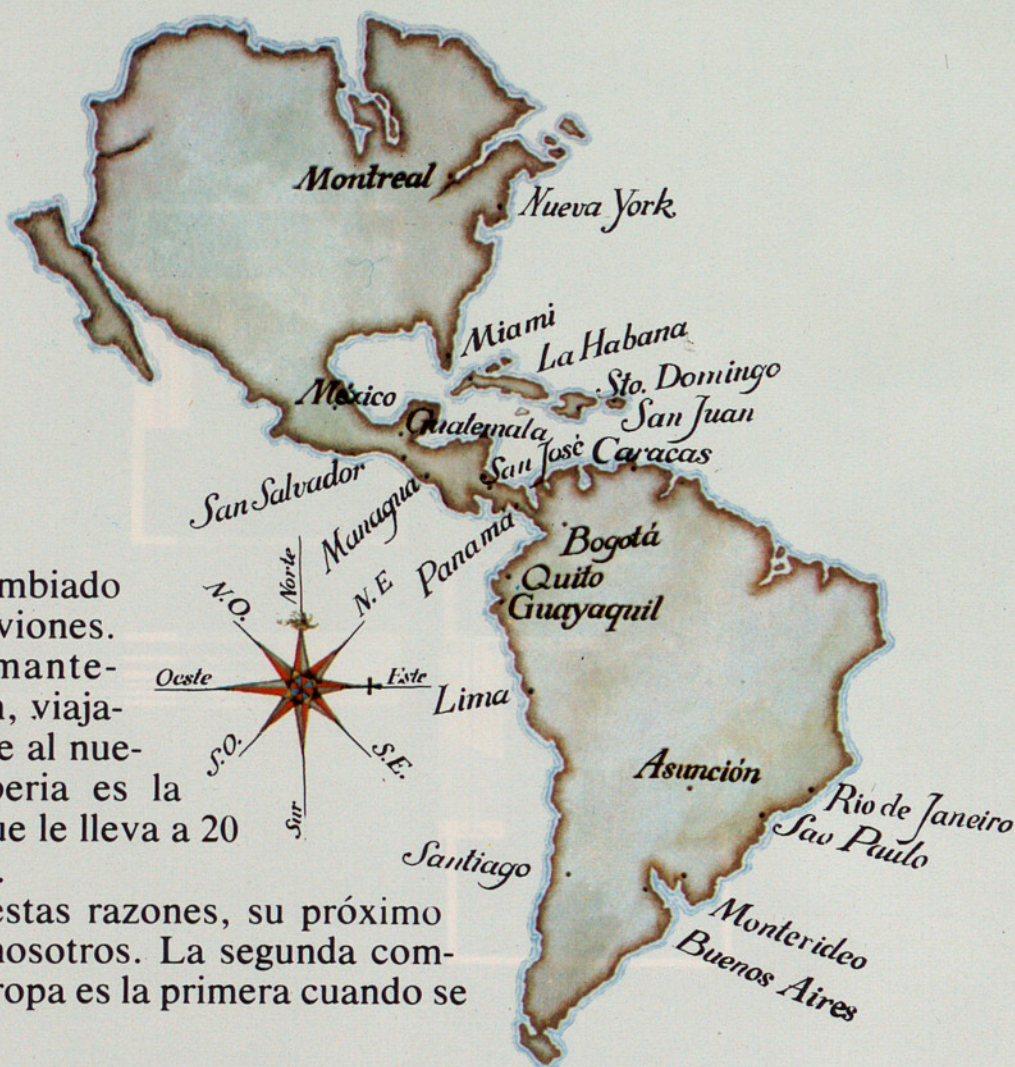 Montreal
Nueva York
Miami
La Habana
Sto. Domingo
San Juan
México
Guatemala
San José
Caracas
San Salvador
Managua
Panamá
Bogotá
Quito
Guayaquil
Lima
Asunción
Rio de Janeiro
Sao Paulo
Santiago
Monterideo
Buenos Aires
Norte
N.O.
N.E
Oeste
Este
S.O.
S.E.
Sur
mbiado
viones.
mante-
, viaja-
e al nue-
beria es la
ue le lleva a 20
.
estas razones, su próximo
nosotros. La segunda com-
ropa es la primera cuando se